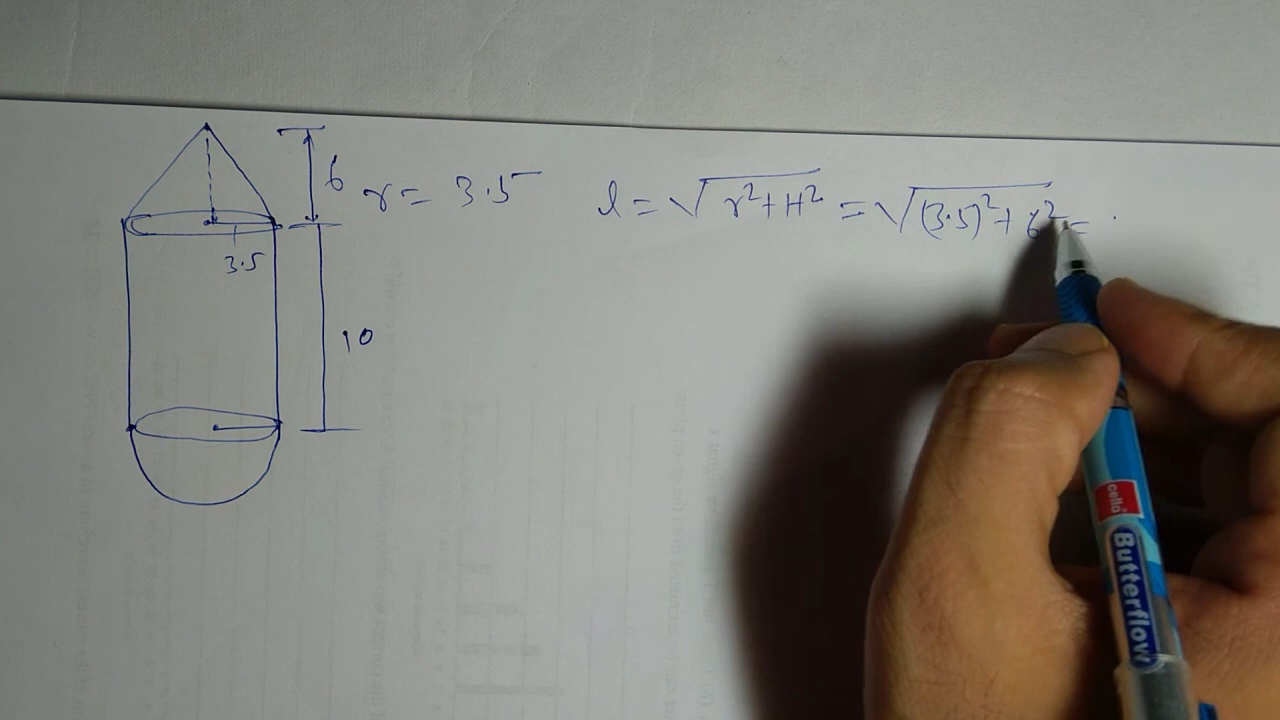 6
r = 3.5
l = √r²+H² = √(3.5)²+6² =
3.5
10
cello
Butterflow